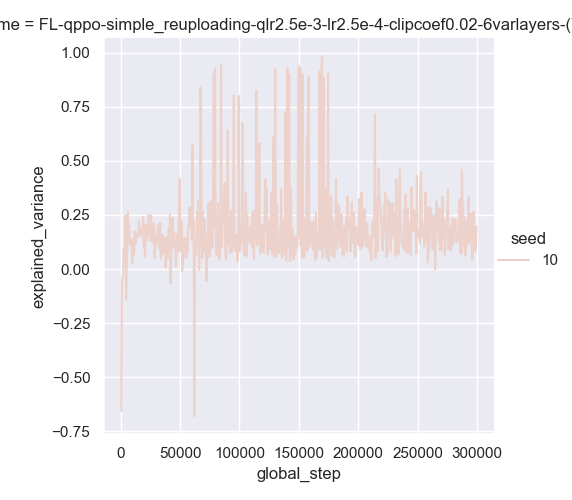 me = FL-qppo-simple_reuploading-qlr2.5e-3-lr2.5e-4-clipcoef0.02-6varlayers-(
1.00
0.75
0.50
0.25
0.00
−0.25
−0.50
−0.75
explained_variance
seed
10
0 50000 100000 150000 200000 250000 300000
global_step